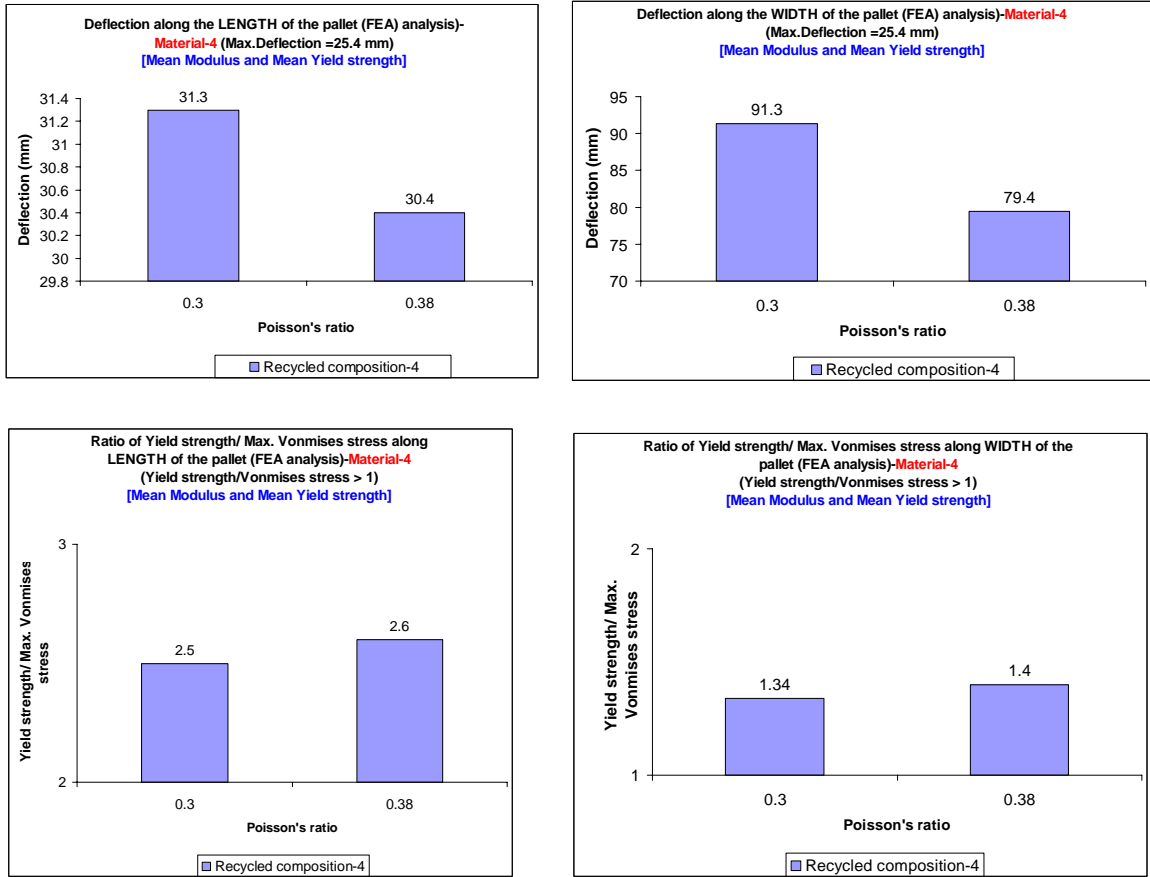 Deflection along the LENGTH of the pallet (FEA) analysis)-
Material-4 (Max.Deflection =25.4 mm)
[Mean Modulus and Mean Yield strength]
Deflection (mm)
31.4
31.2
31
30.8
30.6
30.4
30.2
30
29.8
31.3
30.4
0.3
0.38
Poisson's ratio
Recycled composition-4
Deflection along the WIDTH of the pallet (FEA) analysis)-Material-4
(Max.Deflection =25.4 mm)
[Mean Modulus and Mean Yield strength]
Deflection (mm)
95
90
85
80
75
70
91.3
79.4
0.3
0.38
Poisson's ratio
Recycled composition-4
Ratio of Yield strength/ Max. Vonmises stress along
LENGTH of the pallet (FEA analysis)-Material-4
(Yield strength/Vonmises stress > 1)
[Mean Modulus and Mean Yield strength]
Yield strength/ Max. Vonmises
stress
3
2
2.5
2.6
0.3
0.38
Poisson's ratio
Recycled composition-4
Ratio of Yield strength/ Max. Vonmises stress along WIDTH of the
pallet (FEA analysis)-Material-4
(Yield strength/Vonmises stress > 1)
[Mean Modulus and Mean Yield strength]
Yield strength/ Max.
Vonmises stress
2
1
1.34
1.4
0.3
0.38
Poisson's ratio
Recycled composition-4